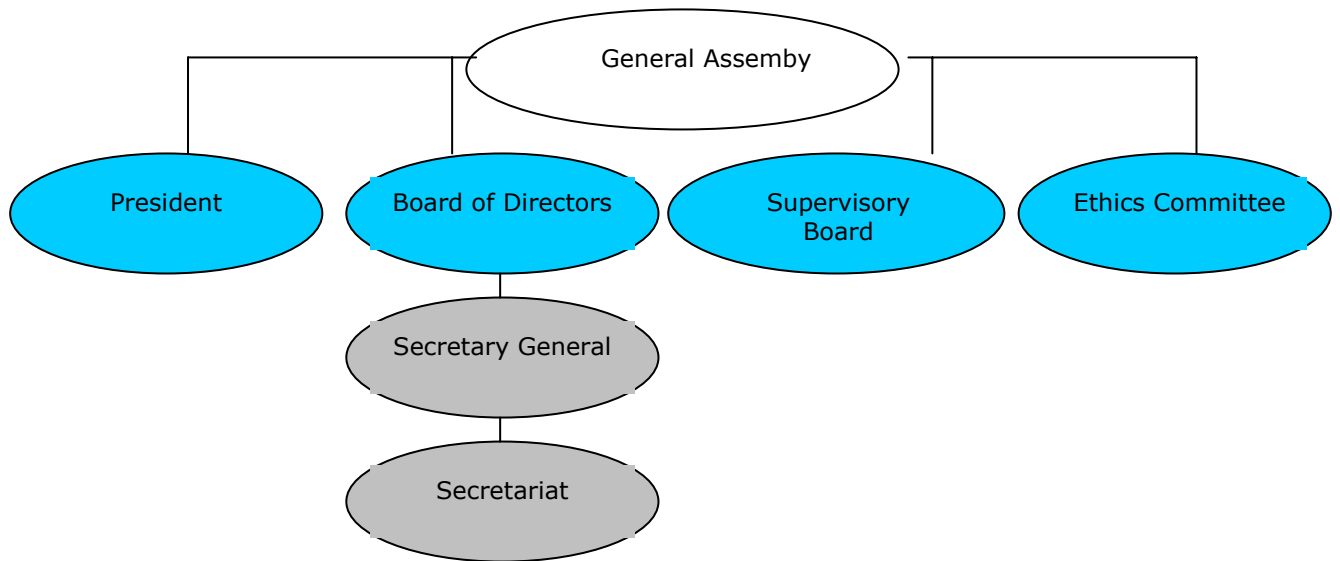 General Assemby
President
Board of Directors
Supervisory
Board
Ethics Committee
Secretary General
Secretariat